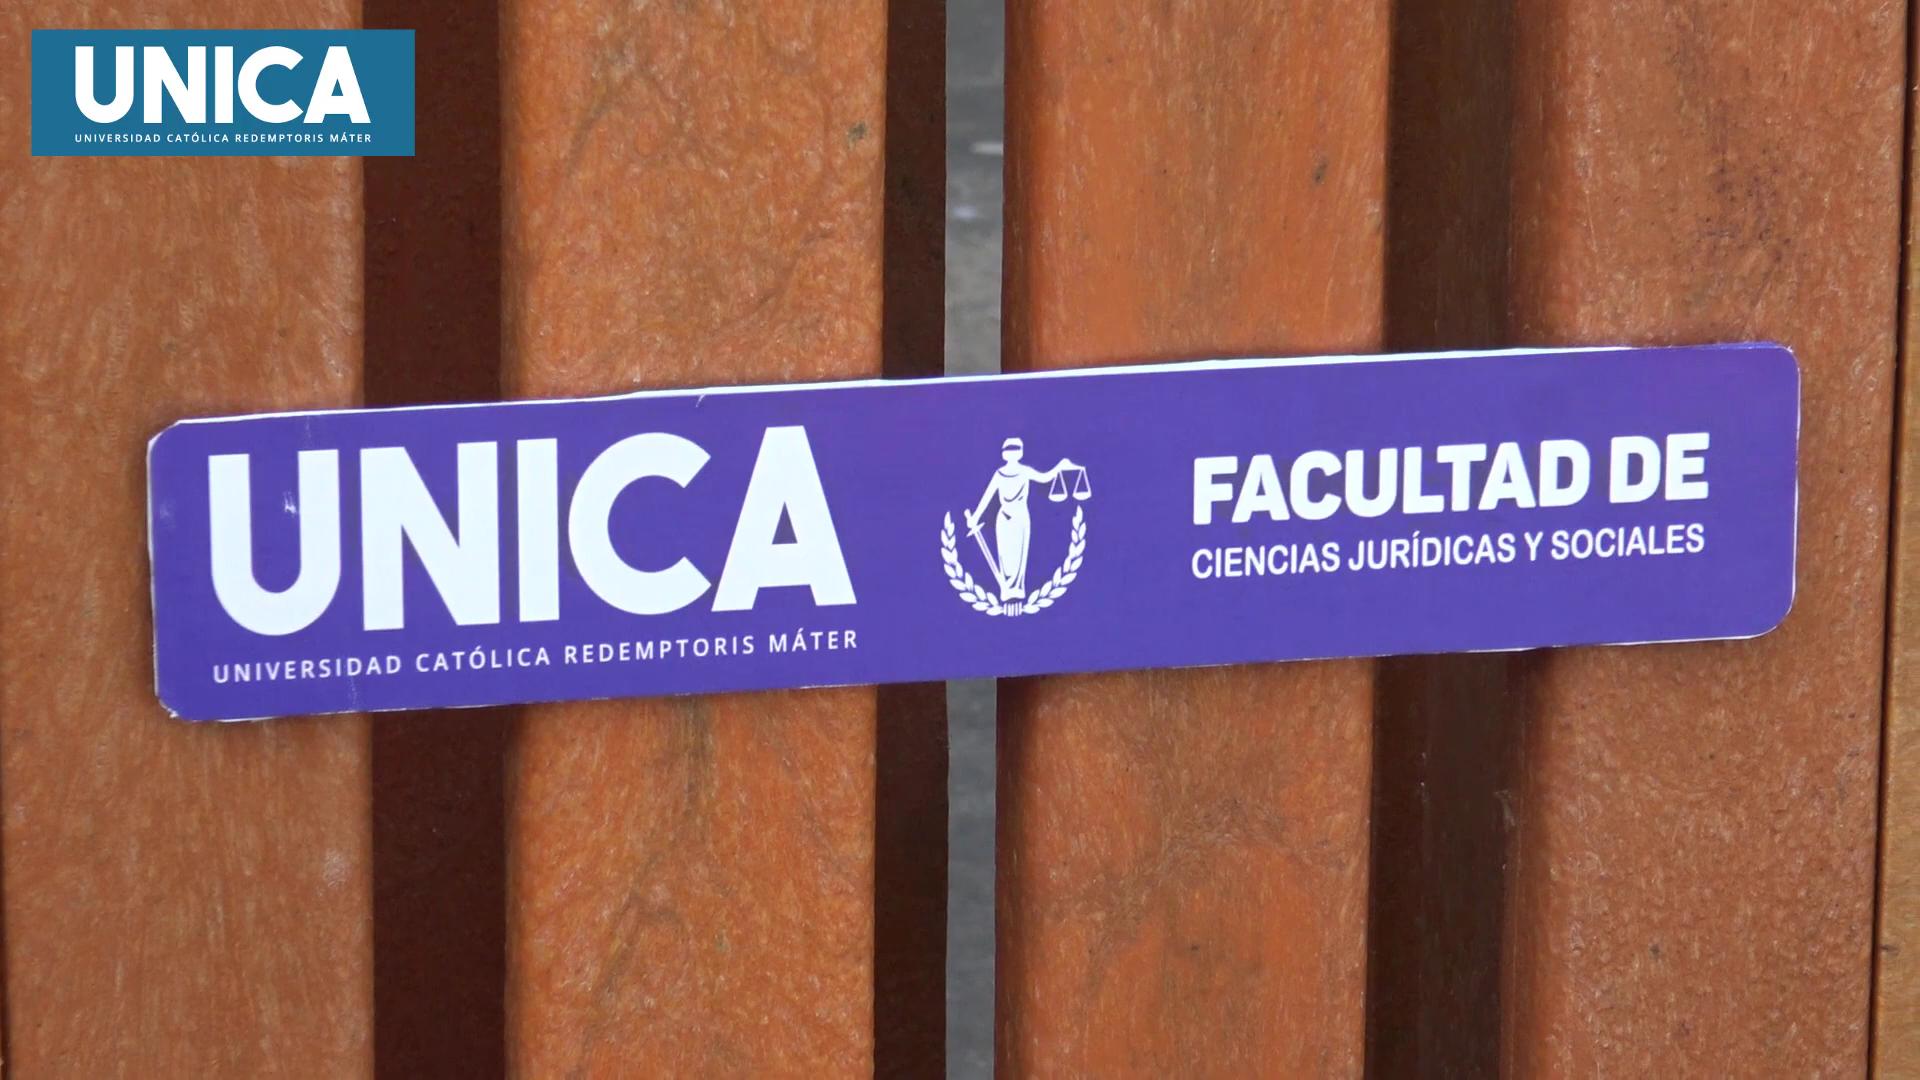 UNICA
UNIVERSIDAD CATÓLICA REDEMPTORIS MÁTER
UNICA
UNIVERSIDAD CATÓLICA REDEMPTORIS MÁTER
FACULTAD DE
CIENCIAS JURÍDICAS Y SOCIALES